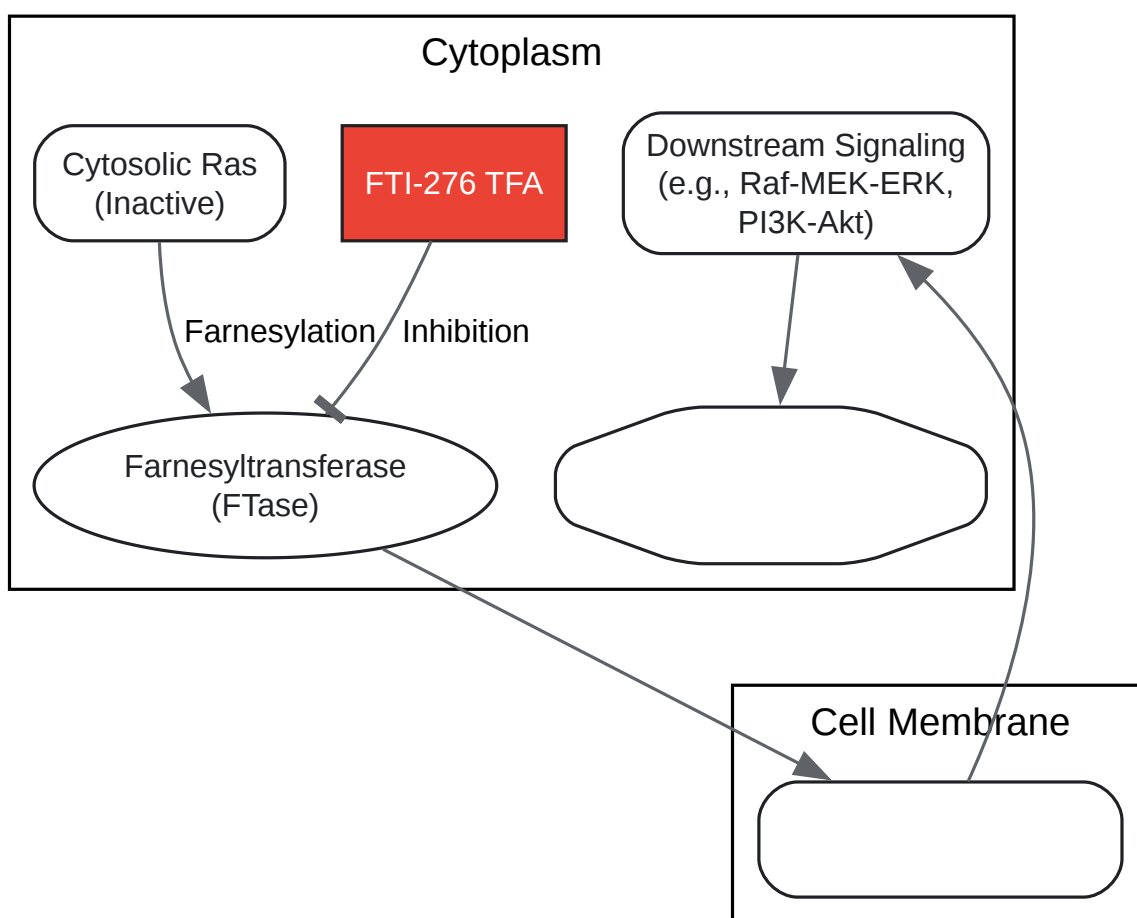 Cytoplasm
Cytosolic Ras
(Inactive)
FTI-276 TFA
Downstream Signaling
(e.g., Raf-MEK-ERK,
PI3K-Akt)
Farnesylation
Inhibition
Farnesyltransferase
(FTase)
Cell Membrane